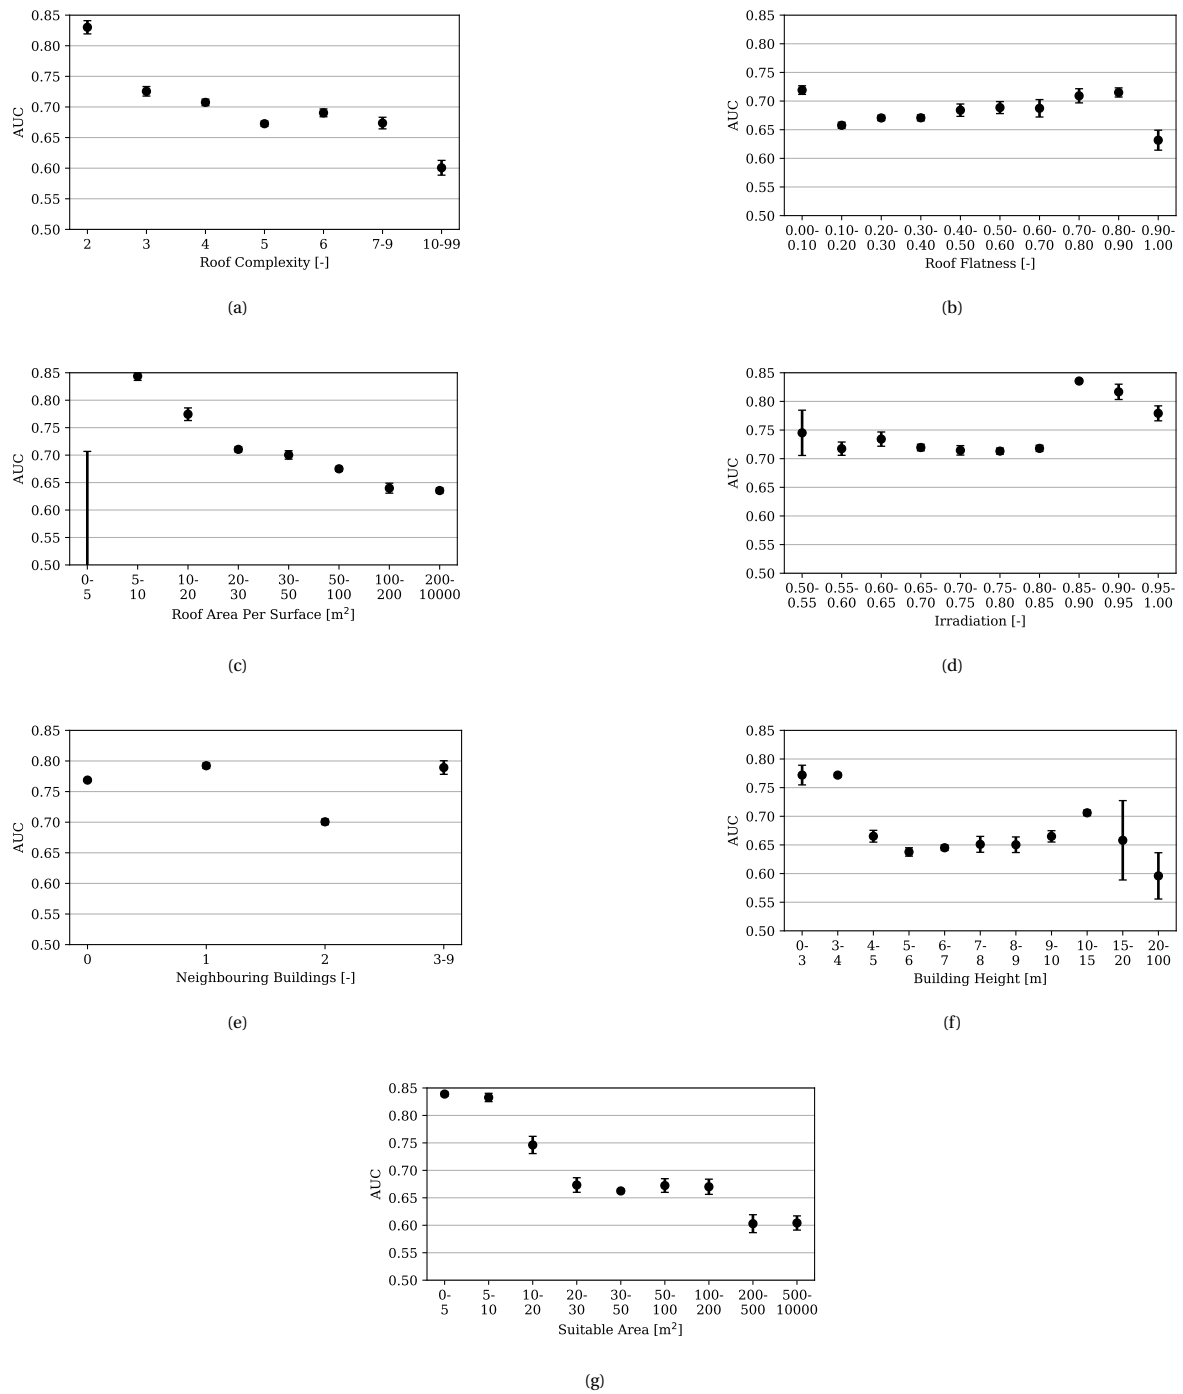 0.85
0.80
0.75
0.70
0.65
0.60
0.55
0.50
AUC
2 3 4 5 6 7-9 10-99
Roof Complexity [-]
(a)
0.85
0.80
0.75
0.70
0.65
0.60
0.55
0.50
AUC
0.00- 0.10- 0.20- 0.30- 0.40- 0.50- 0.60- 0.70- 0.80- 0.90-
0.10 0.20 0.30 0.40 0.50 0.60 0.70 0.80 0.90 1.00
Roof Flatness [-]
(b)
0.85
0.80
0.75
0.70
0.65
0.60
0.55
0.50
AUC
0- 5- 10- 20- 30- 50- 100- 200-
5 10 20 30 50 100 200 10000
Roof Area Per Surface [m²]
(c)
0.85
0.80
0.75
0.70
0.65
0.60
0.55
0.50
AUC
0.50- 0.55- 0.60- 0.65- 0.70- 0.75- 0.80- 0.85- 0.90- 0.95-
0.55 0.60 0.65 0.70 0.75 0.80 0.85 0.90 0.95 1.00
Irradiation [-]
(d)
0.85
0.80
0.75
0.70
0.65
0.60
0.55
0.50
AUC
0 1 2 3-9
Neighbouring Buildings [-]
(e)
0.85
0.80
0.75
0.70
0.65
0.60
0.55
0.50
AUC
0- 3- 4- 5- 6- 7- 8- 9- 10- 15- 20-
3 4 5 6 7 8 9 10 15 20 100
Building Height [m]
(f)
0.85
0.80
0.75
0.70
0.65
0.60
0.55
0.50
AUC
0- 5- 10- 20- 30- 50- 100- 200- 500-
5 10 20 30 50 100 200 500 10000
Suitable Area [m²]
(g)